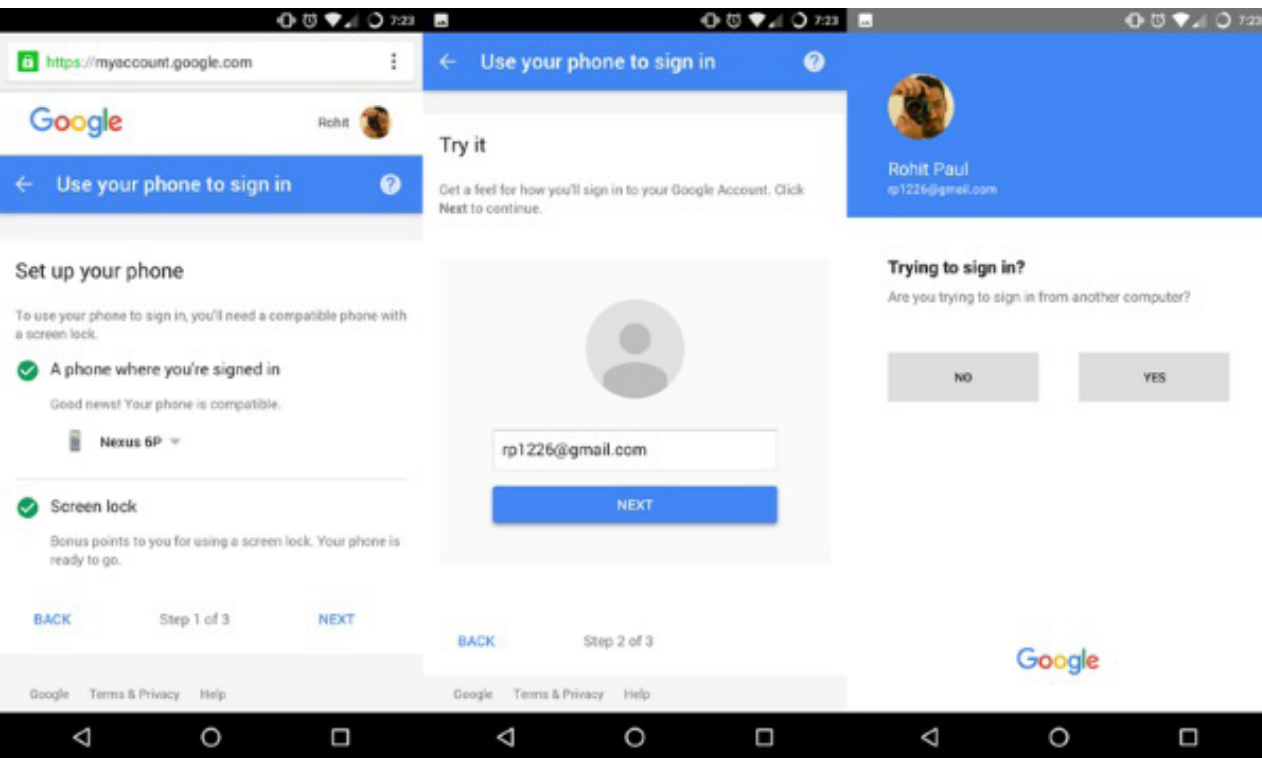 7:23
https://myaccount.google.com
Google
Rohit
Use your phone to sign in
?
Set up your phone
To use your phone to sign in, you'll need a compatible phone with
a screen lock.
A phone where you're signed in
Good news! Your phone is compatible.
Nexus 6P
Screen lock
Bonus points to you for using a screen lock. Your phone is
ready to go.
BACK Step 1 of 3 NEXT
Google Terms & Privacy Help
7:23
Use your phone to sign in
?
Try it
Get a feel for how you'll sign in to your Google Account. Click
Next to continue.
rp1226@gmail.com
NEXT
BACK Step 2 of 3
Google Terms & Privacy Help
7:23
Rohit Paul
rp1226@gmail.com
Trying to sign in?
Are you trying to sign in from another computer?
NO YES
Google